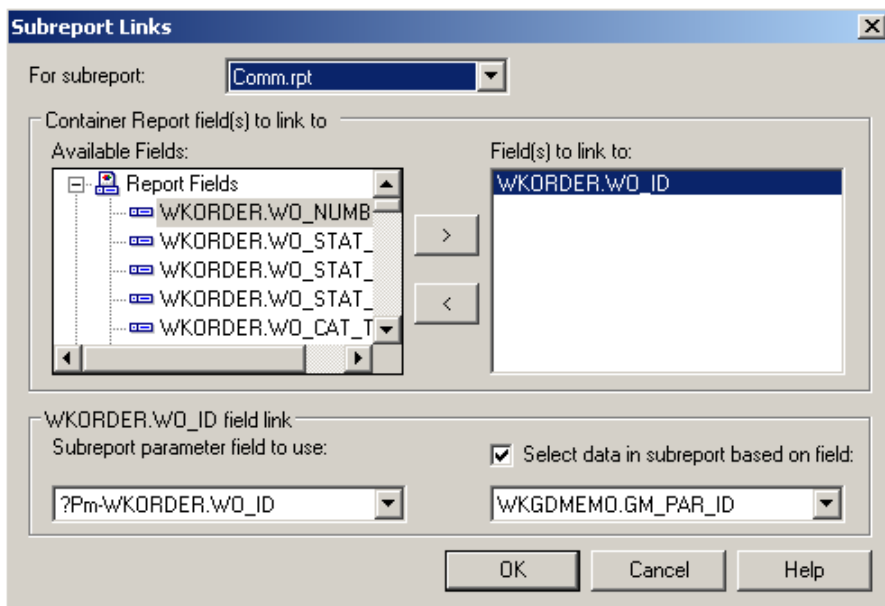 Subreport Links
For subreport:
Comm.rpt
Container Report field(s) to link to
Available Fields:
Report Fields
WKORDER.WO_NUMB
WKORDER.WO_STAT_
WKORDER.WO_STAT_
WKORDER.WO_STAT_
WKORDER.WO_CAT_T
>
<
Field(s) to link to:
WKORDER.WO_ID
WKORDER.WO_ID field link
Subreport parameter field to use:
?Pm-WKORDER.WO_ID
Select data in subreport based on field:
WKGDMEMO.GM_PAR_ID
OK
Cancel
Help